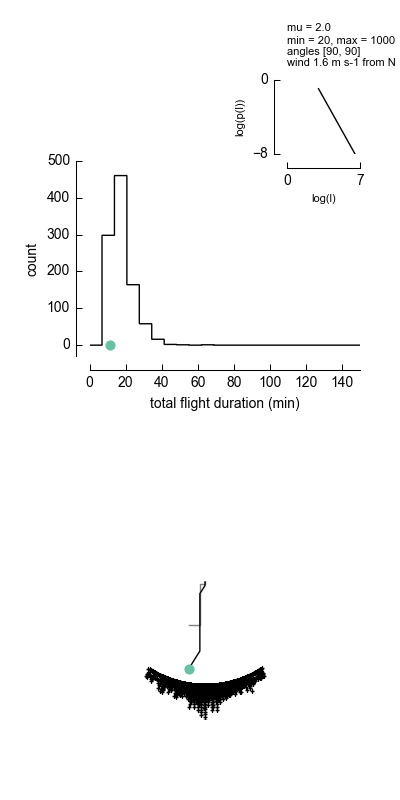 mu = 2.0
min = 20, max = 1000
angles [90, 90]
wind 1.6 m s-1 from N
0
log(p(l))
−8
0 7
log(l)
500
400
300
count
200
100
0
0 20 40 60 80 100 120 140
total flight duration (min)